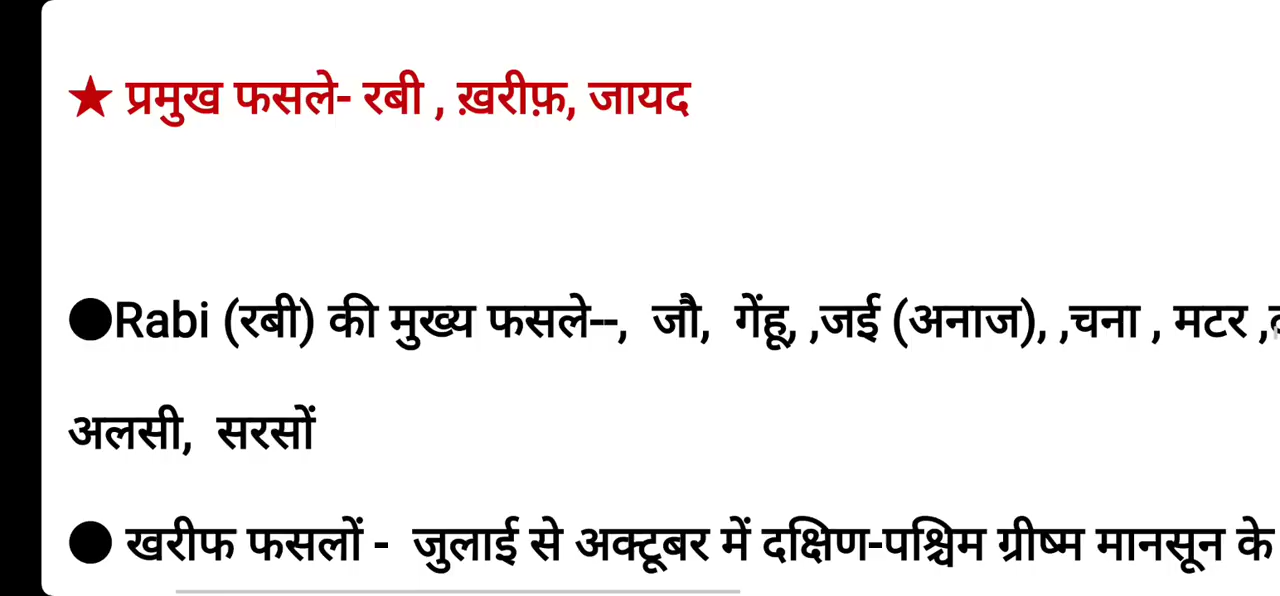 ★ प्रमुख फसले- रबी , ख़रीफ़, जायद
●Rabi (रबी) की मुख्य फसले--, जौ, गेंहू, ,जई (अनाज), ,चना , मटर ,
अलसी, सरसों
● खरीफ फसलों - जुलाई से अक्टूबर में दक्षिण-पश्चिम ग्रीष्म मानसून के